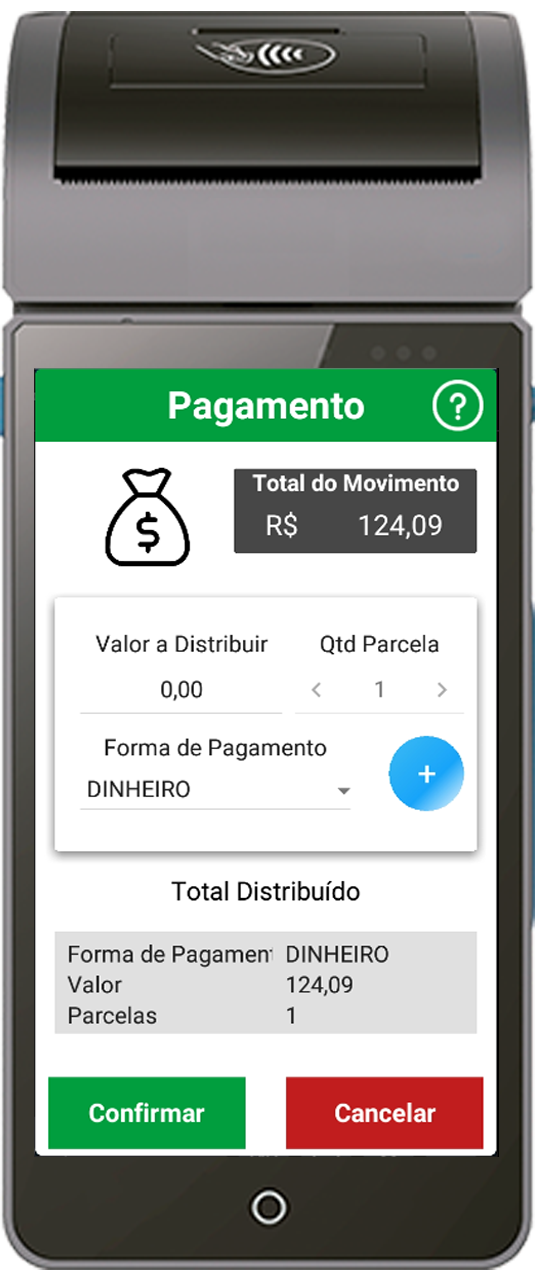 Pagamento
?
$
Total do Movimento
R$ 124,09
Valor a Distribuir
Qtd Parcela
0,00
< 1 >
Forma de Pagamento
+
DINHEIRO
Total Distribuído
Forma de Pagamen DINHEIRO
Valor 124,09
Parcelas 1
Confirmar Cancelar